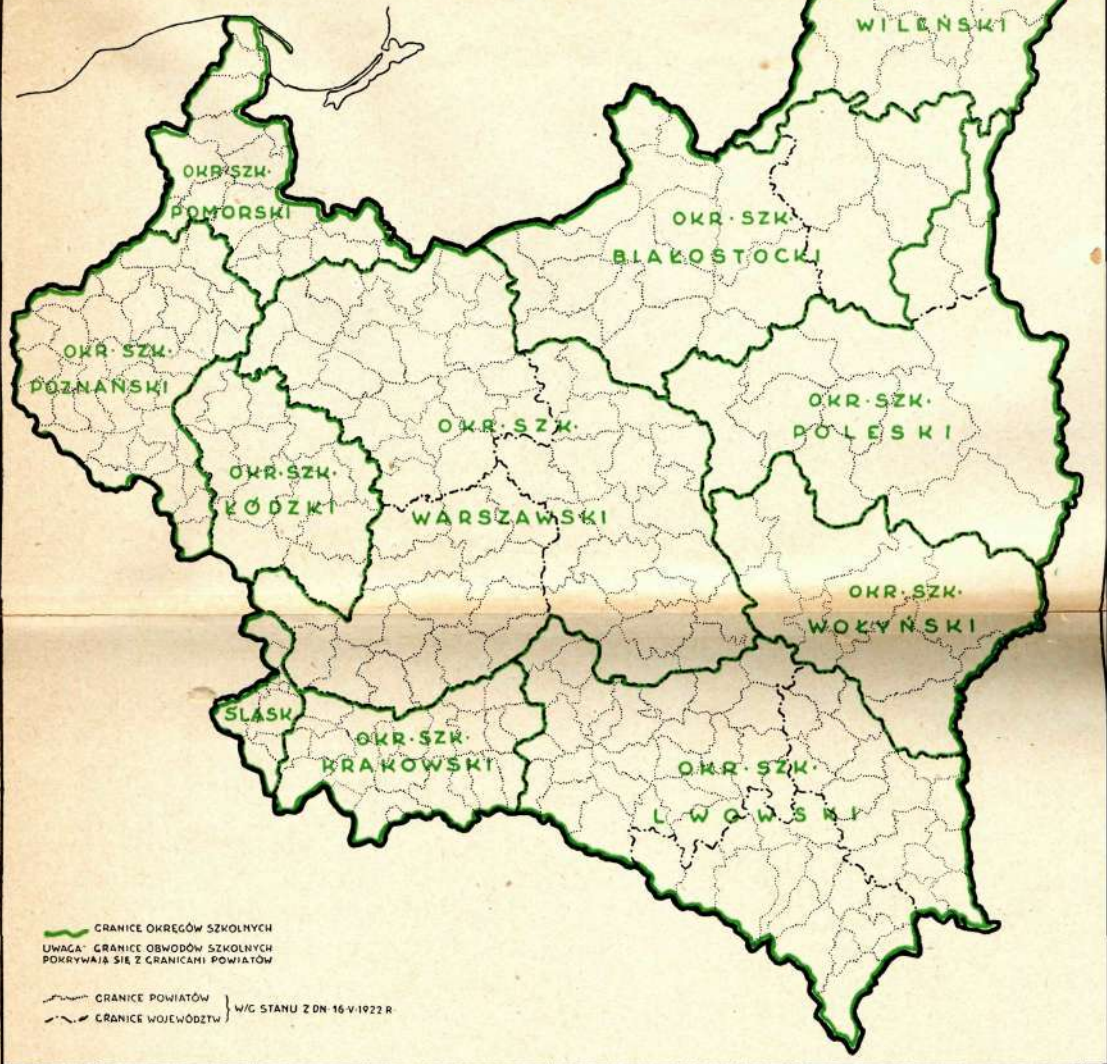 WILEŃSKI
OKR·SZK·
POMORSKI
OKR·SZK·
BIAŁOSTOCKI
OKR·SZK·
POZNAŃSKI
OKR·SZK·
POLESKI
OKR·SZK·
WARSZAWSKI
OKR·SZK·
ŁÓDZKI
OKR·SZK·
WOŁYŃSKI
ŚLĄSK
OKR·SZK·
KRAKOWSKI
OKR·SZK·
LWOWSKI
GRANICE OKRĘGÓW SZKOLNYCH
UWAGA· GRANICE OBWODÓW SZKOLNYCH
POKRYWAJĄ SIĘ Z GRANICAMI POWIATÓW
GRANICE POWIATÓW
GRANICE WOJEWÓDZTW
W/G STANU Z DN·16·V·1922 R·